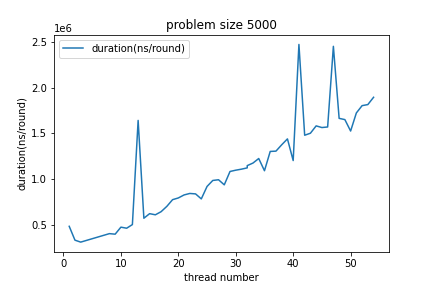 problem size 5000
1e6
duration(ns/round)
2.5
2.0
1.5
1.0
0.5
duration(ns/round)
0 10 20 30 40 50
thread number